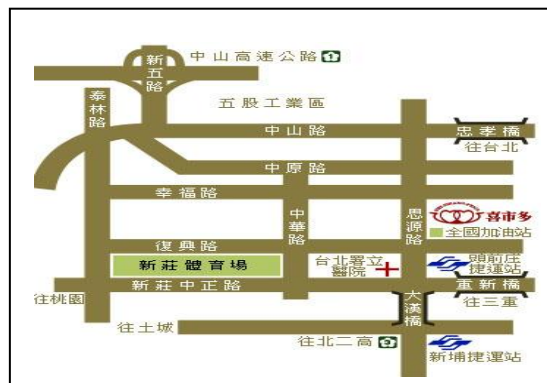 中山高速公路 1
新五路
泰林路
五股工業區
中山路
忠孝橋
往台北
中原路
幸福路
中華路
思源路
喜市多
全國加油站
復興路
新莊體育場
台北署立
醫院
頭前庄
捷運站
往桃園
新莊中正路
重新橋
往三重
大漢橋
往土城
往北二高 3
新埔捷運站